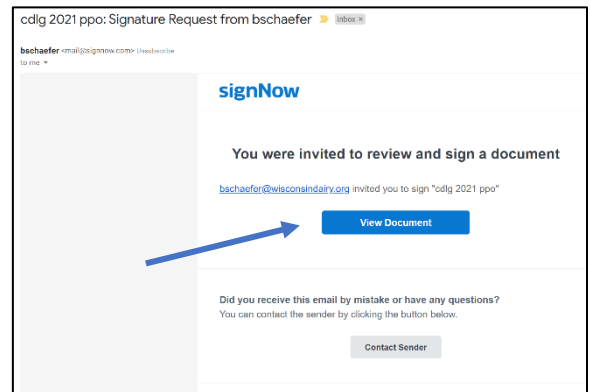 cdlg 2021 ppo: Signature Request from bschaefer Inbox ×
bschaefer <mail@signnow.com> Unsubscribe
to me
signNow
You were invited to review and sign a document
bschaefer@wisconsindairy.org invited you to sign "cdlg 2021 ppo"
View Document
Did you receive this email by mistake or have any questions?
You can contact the sender by clicking the button below.
Contact Sender